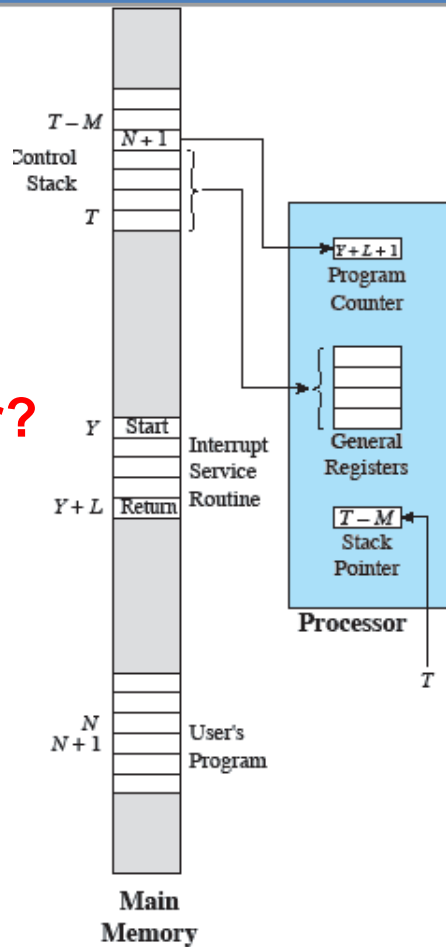 T – M
N + 1
Control
Stack
T
Y + L + 1
Program
Counter
?
Y
Start
Interrupt
Service
Routine
Y + L
Return
General
Registers
T – M
Stack
Pointer
Processor
T
N
N + 1
User's
Program
Main
Memory